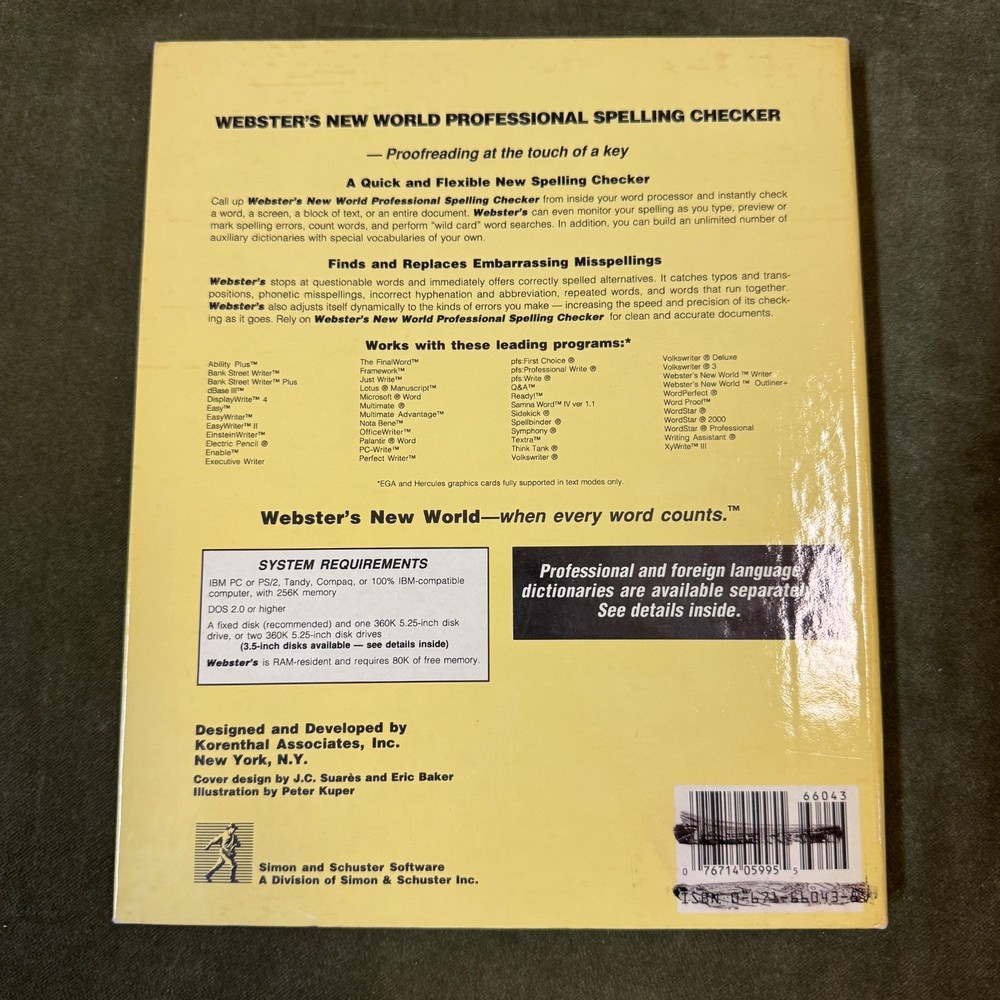 WEBSTER'S NEW WORLD PROFESSIONAL SPELLING CHECKER
— Proofreading at the touch of a key
A Quick and Flexible New Spelling Checker
Call up Webster's New World Professional Spelling Checker from inside your word processor and instantly check
a word, a screen, a block of text, or an entire document. Webster's can even monitor your spelling as you type, preview or
mark spelling errors, count words, and perform "wild card" word searches. In addition, you can build an unlimited number of
auxiliary dictionaries with special vocabularies of your own.
Finds and Replaces Embarrassing Misspellings
Webster's stops at questionable words and immediately offers correctly spelled alternatives. It catches typos and trans-
positions, phonetic misspellings, incorrect hyphenation and abbreviation, repeated words, and words that run together.
Webster's also adjusts itself dynamically to the kinds of errors you make — increasing the speed and precision of its check-
ing as it goes. Rely on Webster's New World Professional Spelling Checker for clean and accurate documents.
Works with these leading programs:*
Ability Plus™
Bank Street Writer™
Bank Street Writer™ Plus
dBase III™
DisplayWrite™ 4
Easy™
EasyWriter™
EasyWriter™ II
EinsteinWriter™
Electric Pencil ®
Enable™
Executive Writer
The FinalWord™
Framework™
Just Write™
Lotus ® Manuscript™
Microsoft ® Word
Multimate ®
Multimate Advantage™
Nota Bene™
OfficeWriter™
Palantir ® Word
PC-Write™
Perfect Writer™
pfs:First Choice ®
pfs:Professional Write ®
pfs:Write ®
Q&A™
Ready!™
Samna Word™ IV ver 1.1
Sidekick ®
Spellbinder ®
Symphony ®
Textra™
Think Tank ®
Volkswriter ®
Volkswriter ® Deluxe
Volkswriter ® 3
Webster's New World ™ Writer
Webster's New World ™ Outliner+
WordPerfect ®
Word Proof™
WordStar ®
WordStar ® 2000
WordStar ® Professional
Writing Assistant ®
XyWrite™ III
*EGA and Hercules graphics cards fully supported in text modes only.
Webster's New World—when every word counts.™
SYSTEM REQUIREMENTS
IBM PC or PS/2, Tandy, Compaq, or 100% IBM-compatible
computer, with 256K memory
DOS 2.0 or higher
A fixed disk (recommended) and one 360K 5.25-inch disk
drive, or two 360K 5.25-inch disk drives
(3.5-inch disks available — see details inside)
Webster's is RAM-resident and requires 80K of free memory.
Professional and foreign language
dictionaries are available separately.
See details inside.
Designed and Developed by
Korenthal Associates, Inc.
New York, N.Y.
Cover design by J.C. Suarès and Eric Baker
Illustration by Peter Kuper
Simon and Schuster Software
A Division of Simon & Schuster Inc.
66043
0 76714 05995 5
ISBN 0-671-66043-